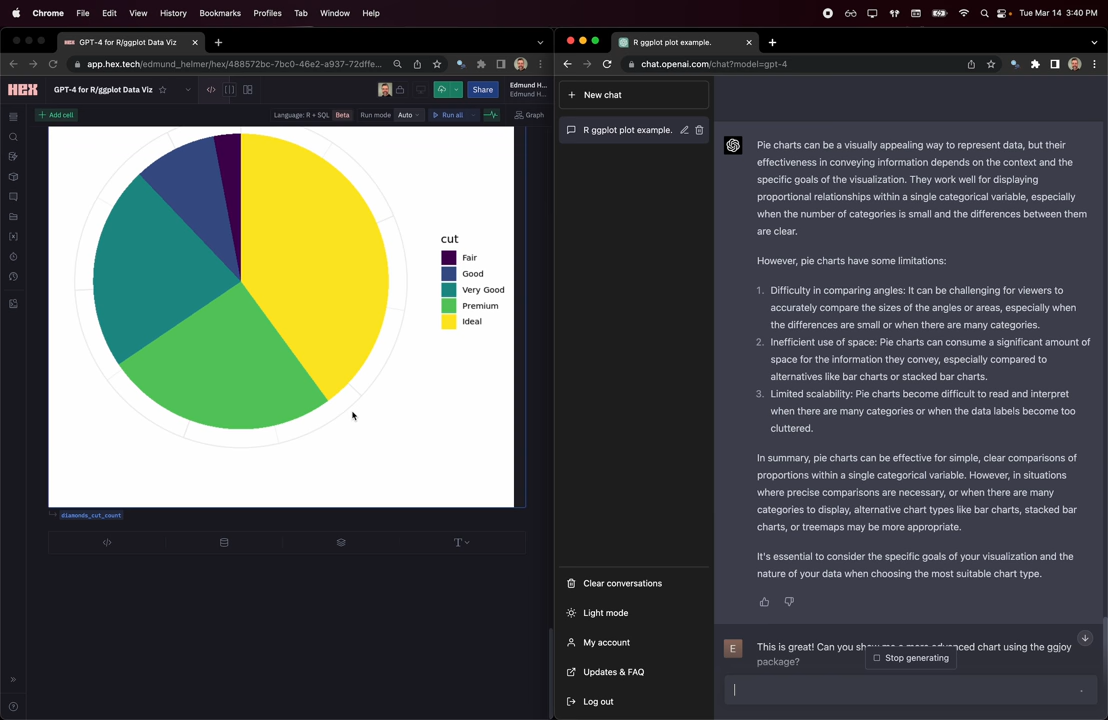 Chrome File Edit View History Bookmarks Profiles Tab Window Help
Tue Mar 14 3:40 PM
GPT-4 for R/ggplot Data Viz
app.hex.tech/edmund_helmer/hex/488572bc-7bc0-46e2-a937-72dffe...
HEX
GPT-4 for R/ggplot Data Viz
Share
Edmund H...
Edmund H...
+ Add cell
Language: R + SQL Beta Run mode Auto Run all Graph
cut
Fair
Good
Very Good
Premium
Ideal
diamonds_cut_count
T
R ggplot plot example.
chat.openai.com/chat?model=gpt-4
+ New chat
R ggplot plot example.
Clear conversations
Light mode
My account
Updates & FAQ
Log out
Pie charts can be a visually appealing way to represent data, but their
effectiveness in conveying information depends on the context and the
specific goals of the visualization. They work well for displaying
proportional relationships within a single categorical variable, especially
when the number of categories is small and the differences between them
are clear.
However, pie charts have some limitations:
1. Difficulty in comparing angles: It can be challenging for viewers to
accurately compare the sizes of the angles or areas, especially when
the differences are small or when there are many categories.
2. Inefficient use of space: Pie charts can consume a significant amount of
space for the information they convey, especially compared to
alternatives like bar charts or stacked bar charts.
3. Limited scalability: Pie charts become difficult to read and interpret
when there are many categories or when the data labels become too
cluttered.
In summary, pie charts can be effective for simple, clear comparisons of
proportions within a single categorical variable. However, in situations
where precise comparisons are necessary, or when there are many
categories to display, alternative chart types like bar charts, stacked bar
charts, or treemaps may be more appropriate.
It's essential to consider the specific goals of your visualization and the
nature of your data when choosing the most suitable chart type.
E
This is great! Can you show me a more advanced chart using the ggjoy
package?
Stop generating